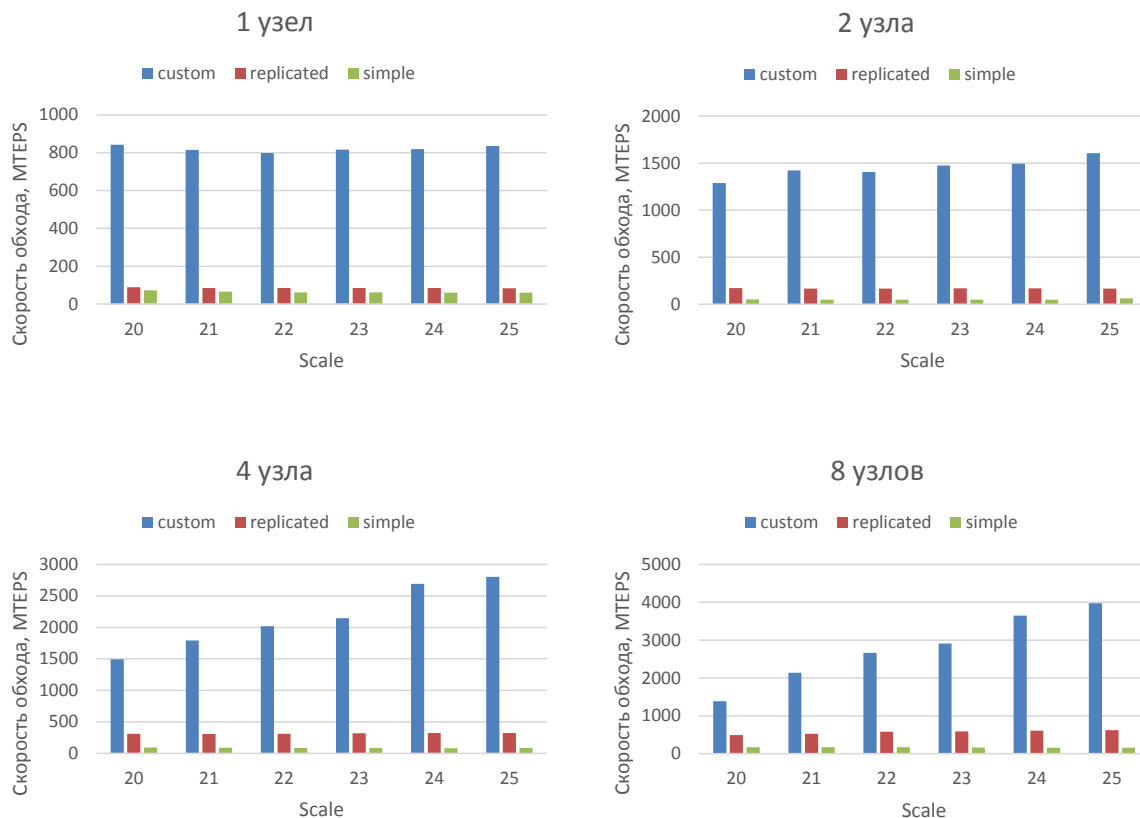 1 узел
custom replicated simple
Скорость обхода, MTEPS
1000
800
600
400
200
0
20 21 22 23 24 25
Scale
2 узла
custom replicated simple
Скорость обхода, MTEPS
2000
1500
1000
500
0
20 21 22 23 24 25
Scale
4 узла
custom replicated simple
Скорость обхода, MTEPS
3000
2500
2000
1500
1000
500
0
20 21 22 23 24 25
Scale
8 узлов
custom replicated simple
Скорость обхода, MTEPS
5000
4000
3000
2000
1000
0
20 21 22 23 24 25
Scale